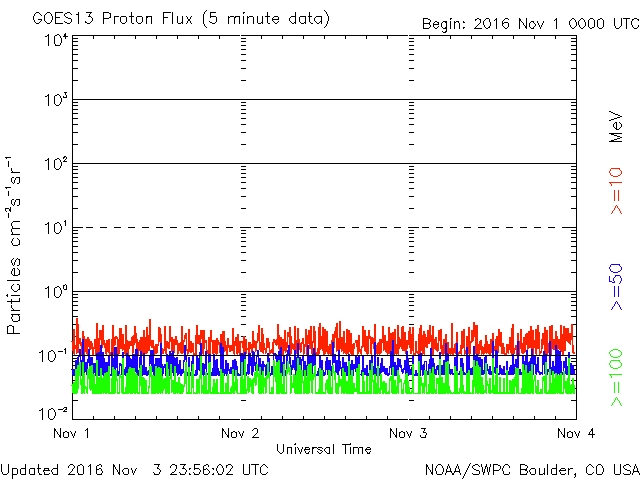 GOES13 Proton Flux (5 minute data)
Begin: 2016 Nov 1 0000 UTC
10⁴
10³
10²
10¹
10⁰
10⁻¹
10⁻²
Particles cm⁻²s⁻¹sr⁻¹
MeV
>=10
>=50
>=100
Nov 1
Nov 2
Nov 3
Nov 4
Universal Time
Updated 2016 Nov 3 23:56:02 UTC
NOAA/SWPC Boulder, CO USA